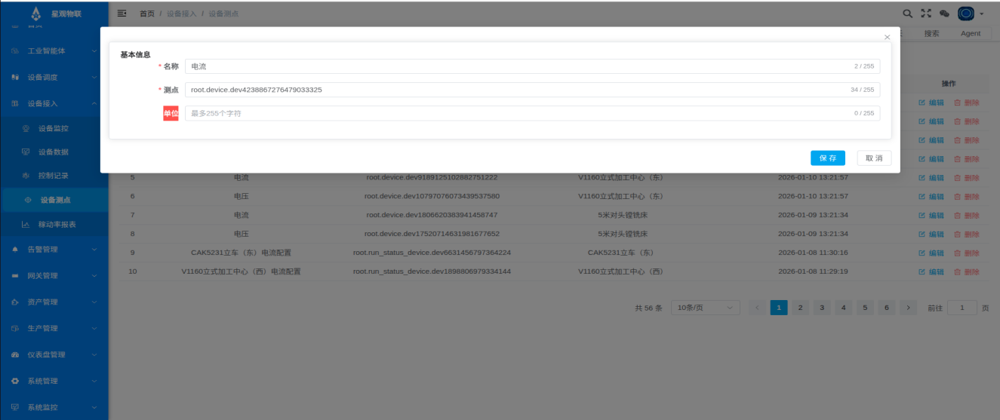 星观物联
首页 / 设备接入 / 设备测点
搜索 Agent
工业智能体
设备调度
设备接入
设备监控
设备数据
控制记录
设备测点
稼动率报表
告警管理
网关管理
资产管理
生产管理
仪表盘管理
系统管理
系统监控
基本信息
* 名称 电流 2 / 255
* 测点 root.device.dev4238867276479033325 34 / 255
单位 最多255个字符 0 / 255
保存 取消
操作
编辑 删除
编辑 删除
编辑 删除
编辑 删除
5 电流 root.device.dev9189125102882751222 V1160立式加工中心（东） 2026-01-10 13:21:57 编辑 删除
6 电压 root.device.dev10797076073439537580 V1160立式加工中心（东） 2026-01-10 13:21:57 编辑 删除
7 电流 root.device.dev1806620383941458747 5米对头镗铣床 2026-01-09 13:21:34 编辑 删除
8 电压 root.device.dev17520714631981677652 5米对头镗铣床 2026-01-09 13:21:34 编辑 删除
9 CAK5231立车（东）电流配置 root.run_status_device.dev6631456797364224 CAK5231立车（东） 2026-01-08 11:30:16 编辑 删除
10 V1160立式加工中心（西）电流配置 root.run_status_device.dev1898806979334144 V1160立式加工中心（西） 2026-01-08 11:29:19 编辑 删除
共 56 条 10条/页 1 2 3 4 5 6 前往 1 页